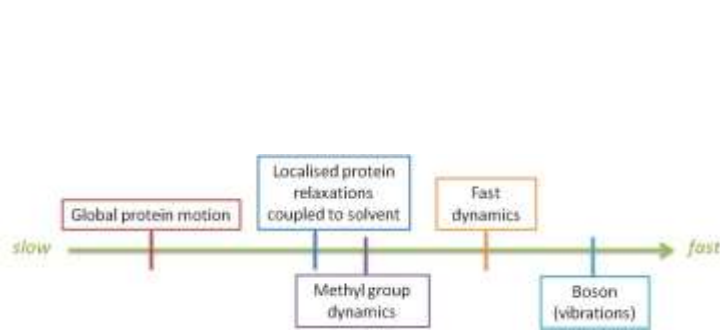 Localised protein
relaxations
coupled to solvent
Fast
dynamics
Global protein motion
slow
fast
Methyl group
dynamics
Boson
(vibrations)